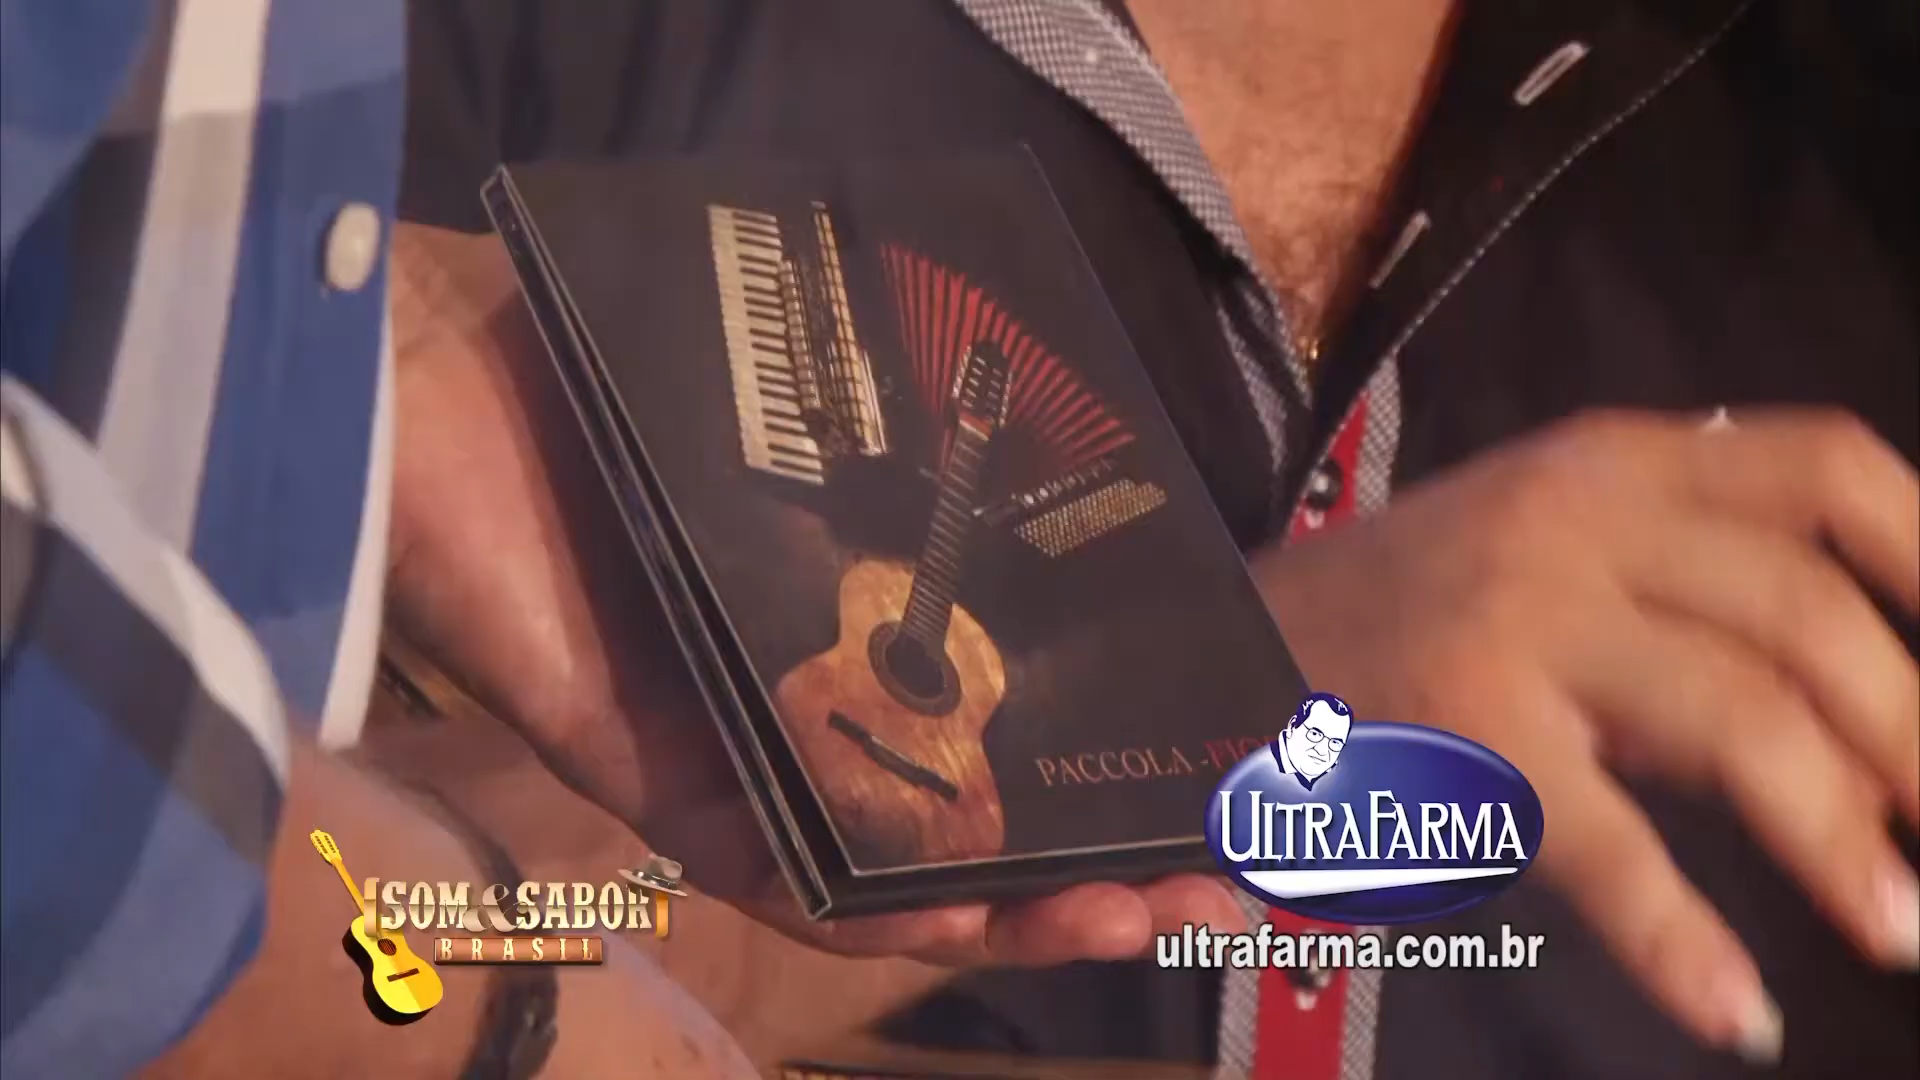 PACCOLA -
SOM & SABOR
BRASIL
ULTRAFARMA
ultrafarma.com.br